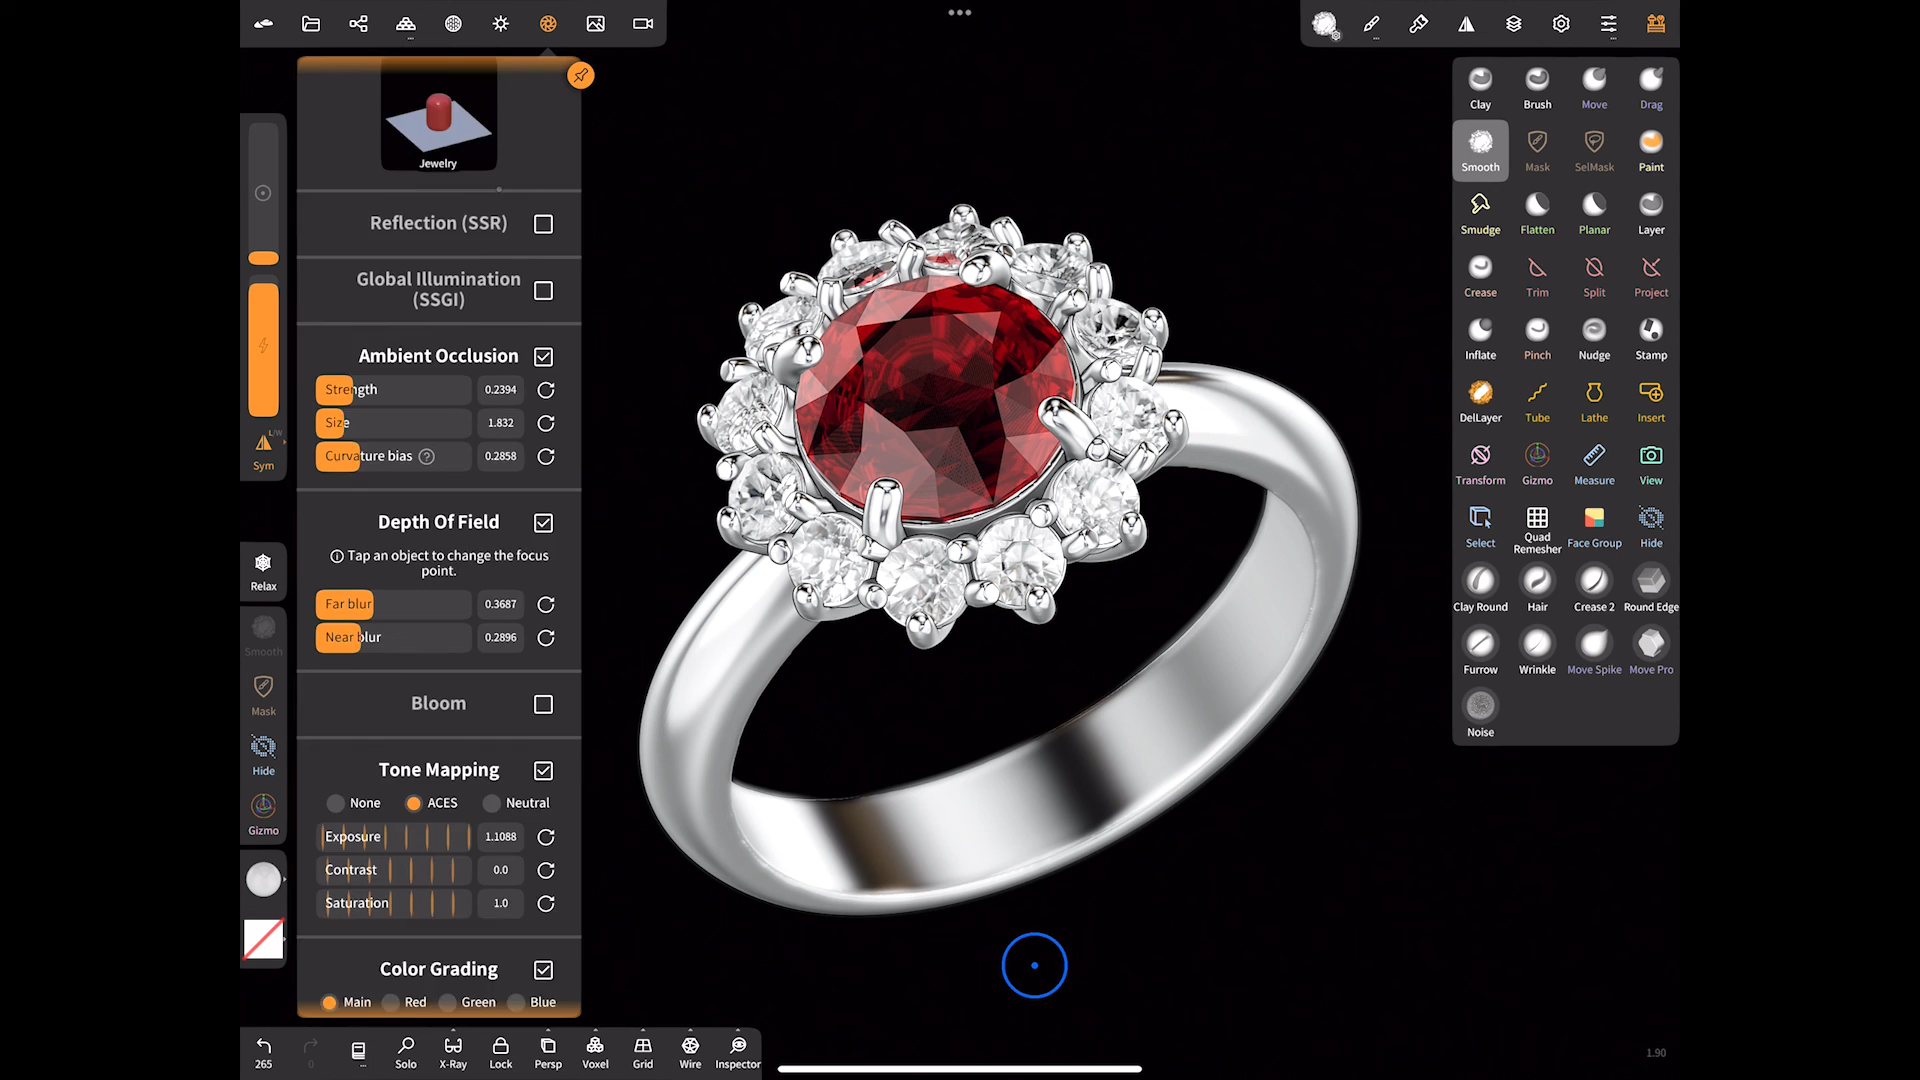 Jewelry
Reflection (SSR)
Global Illumination
(SSGI)
Ambient Occlusion
Strength 0.2394
Size 1.832
Curvature bias ? 0.2858
Depth Of Field
Tap an object to change the focus
point.
Far blur 0.3687
Near blur 0.2896
Bloom
Tone Mapping
None ACES Neutral
Exposure 1.1088
Contrast 0.0
Saturation 1.0
Color Grading
Main Red Green Blue
L/W
Sym
Relax
Smooth
Mask
Hide
Gizmo
265 0 ... Solo X-Ray Lock Persp Voxel Grid Wire Inspector
Clay Brush Move Drag
Smooth Mask SelMask Paint
Smudge Flatten Planar Layer
Crease Trim Split Project
Inflate Pinch Nudge Stamp
DelLayer Tube Lathe Insert
Transform Gizmo Measure View
Select Quad Remesher Face Group Hide
Clay Round Hair Crease 2 Round Edge
Furrow Wrinkle Move Spike Move Pro
Noise
1.90